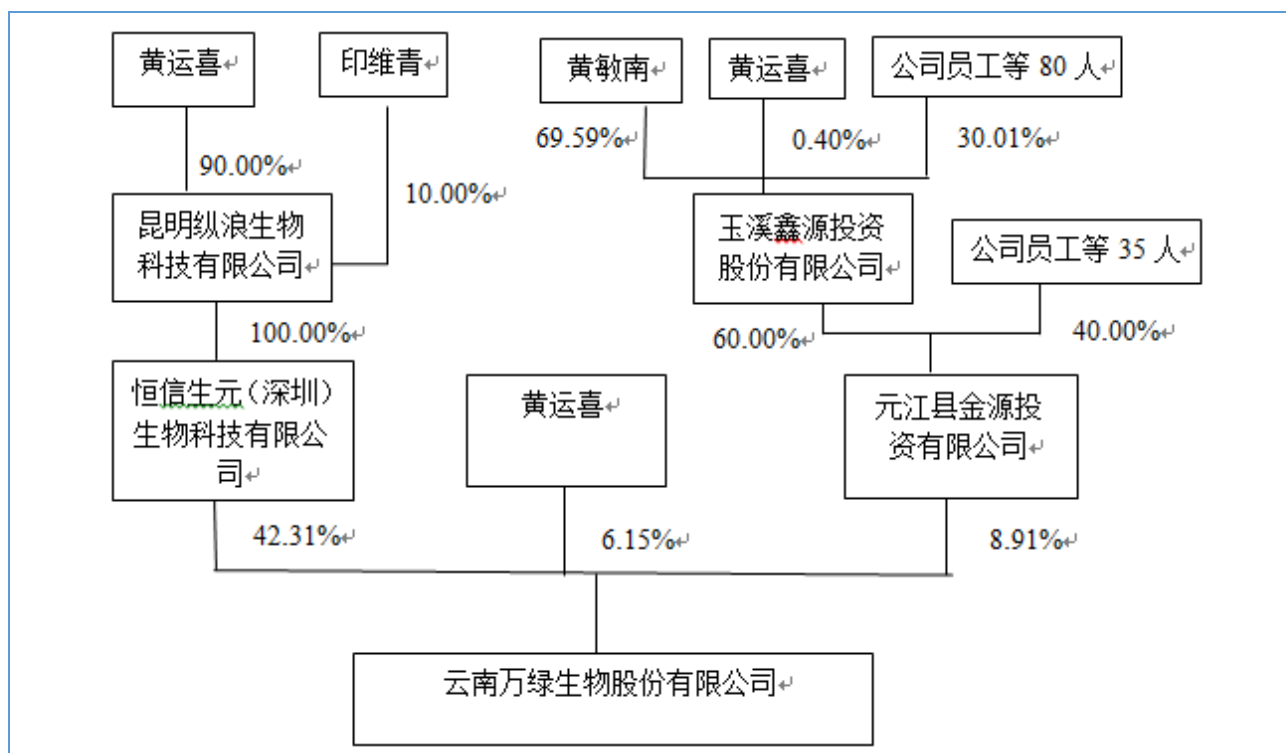 黄运喜↵
印维青↵
黄敏南↵
黄运喜↵
公司员工等 80 人↵
69.59%↵
0.40%↵
30.01%↵
90.00%↵
10.00%↵
昆明纵浪生物
科技有限公司↵
玉溪鑫源投资
股份有限公司↵
公司员工等 35 人↵
100.00%↵
60.00%↵
40.00%↵
恒信生元（深圳）
生物科技有限公
司↵
黄运喜↵
元江县金源投
资有限公司↵
42.31%↵
6.15%↵
8.91%↵
云南万绿生物股份有限公司↵